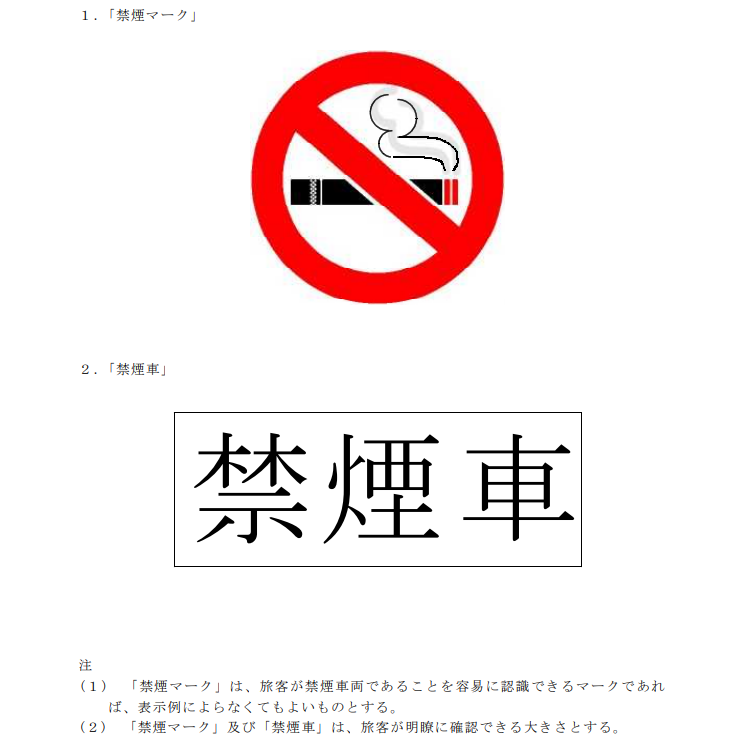 １．「禁煙マーク」
２．「禁煙車」
禁煙車
注
（１）　「禁煙マーク」は、旅客が禁煙車両であることを容易に認識できるマークであれ
ば、表示例によらなくてもよいものとする。
（２）　「禁煙マーク」及び「禁煙車」は、旅客が明瞭に確認できる大きさとする。